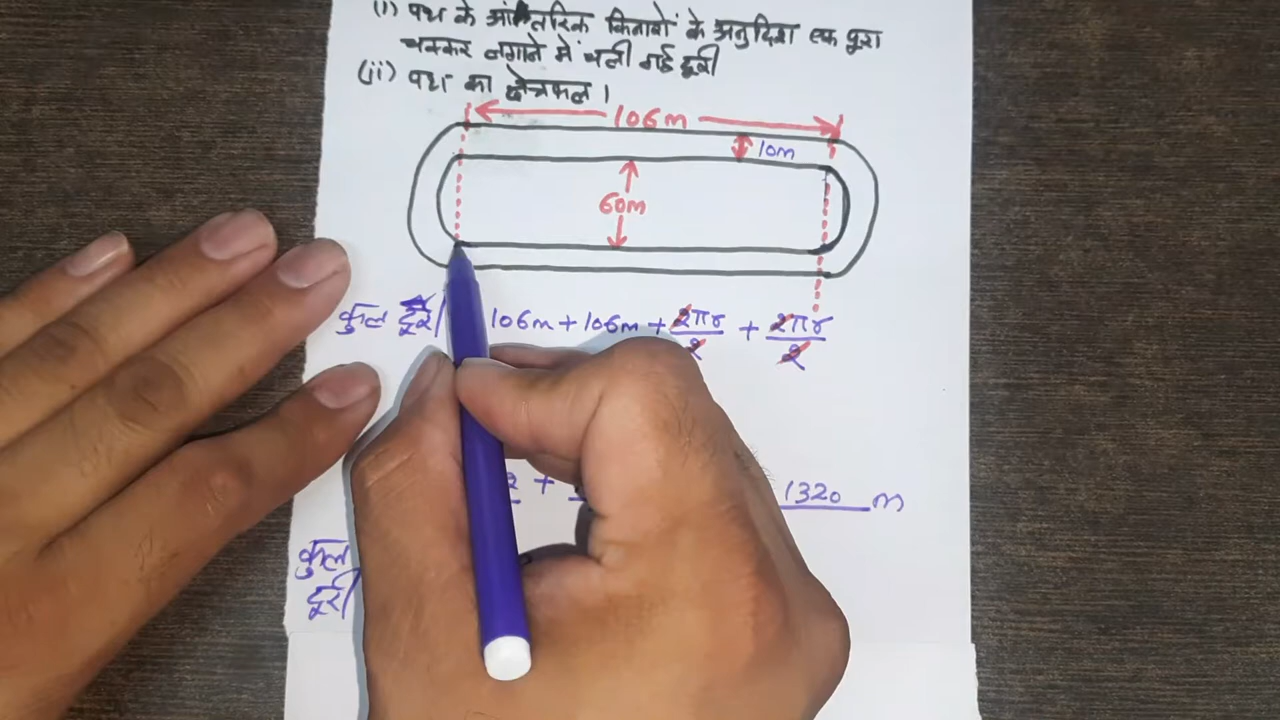 (i) पथ के आंतरिक किनारों के अनुदिश एक पुरा
चक्कर लगाने में चली गई दूरी
(ii) पथ का क्षेत्रफल।
106m
10m
60m
कुल दूरी 106m + 106m + 2πr/2 + 2πr/2
+ 1320 m
कुल
दूरी